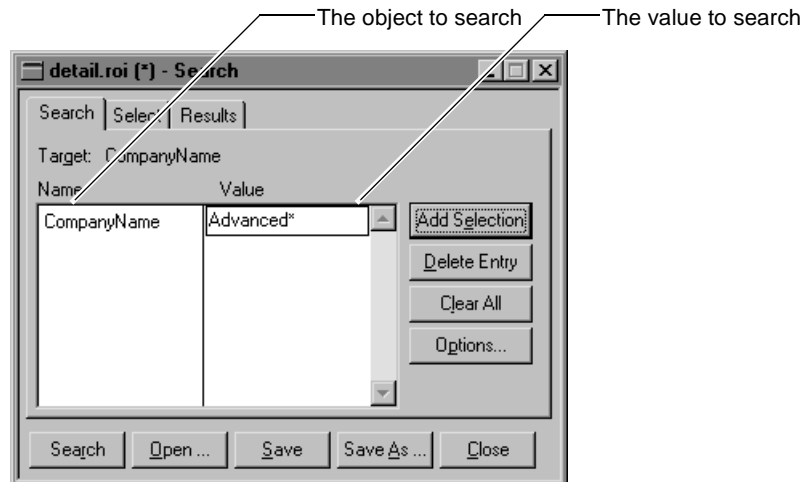 The object to search The value to search
detail.roi (*) - Search
Search Select Results
Target: CompanyName
Name Value
CompanyName Advanced* Add Selection
Delete Entry
Clear All
Options...
Search Open ... Save Save As ... Close